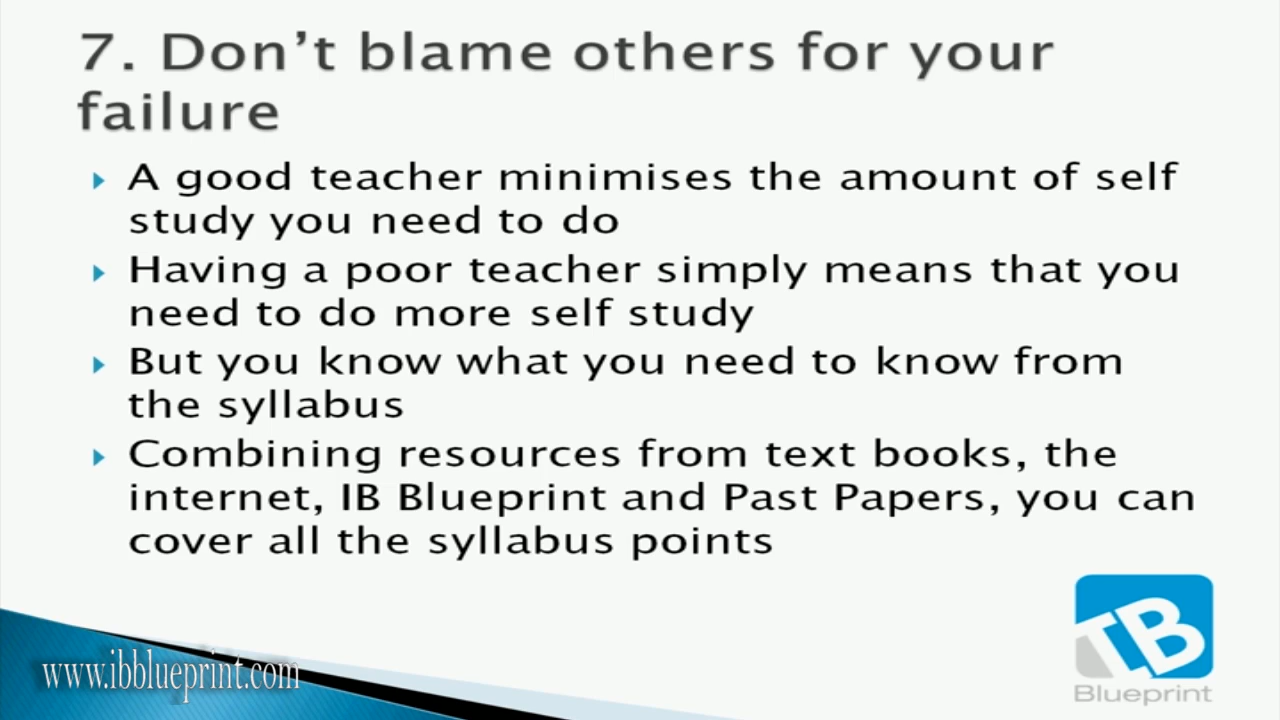 7. Don’t blame others for your
failure
A good teacher minimises the amount of self
study you need to do
Having a poor teacher simply means that you
need to do more self study
But you know what you need to know from
the syllabus
Combining resources from text books, the
internet, IB Blueprint and Past Papers, you can
cover all the syllabus points
www.ibblueprint.com
IB
Blueprint